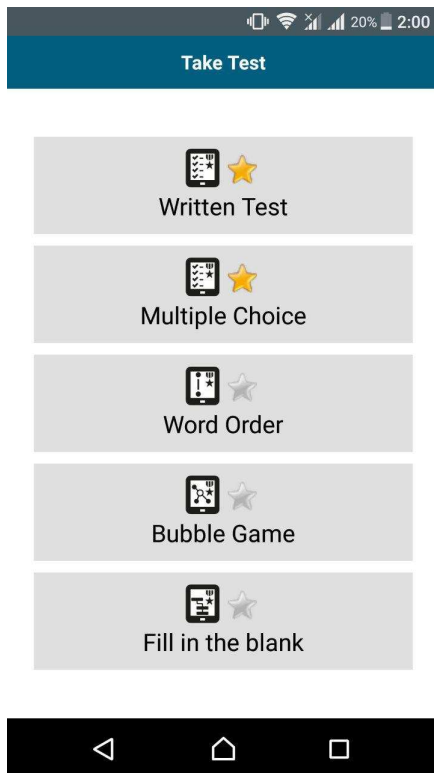 20% 2:00
Take Test
Written Test
Multiple Choice
Word Order
Bubble Game
Fill in the blank